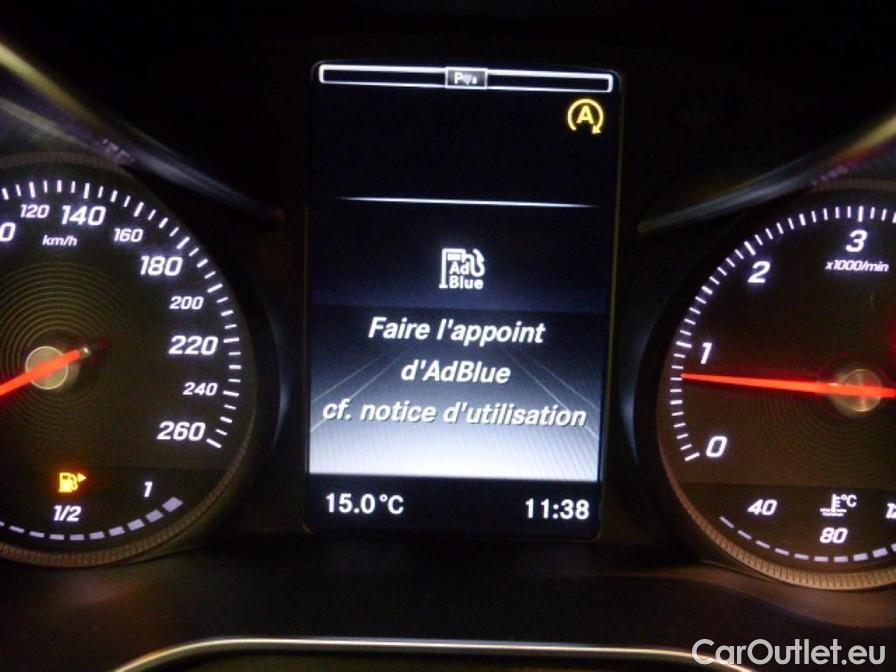 P
A
0
120
140
km/h
160
180
200
220
240
260
1/2
1
Ad
Blue
Faire l'appoint
d'AdBlue
cf. notice d'utilisation
15.0°C
11:38
3
x1000/min
2
1
0
40
°C
80
CarOutlet.eu